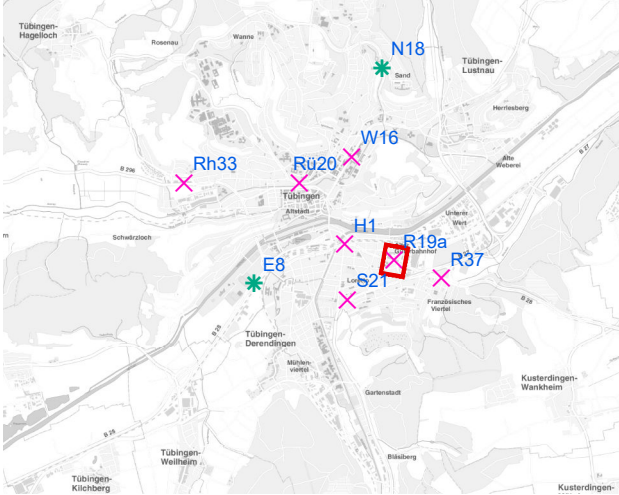 Tübingen-
Hagelloch
Rosenau
Wanne
N18
Sand
Tübingen-
Lustnau
Herrlesberg
B 27
W16
Alte
Weberei
B 296
Rh33
Rü20
Tübingen
Altstadt
Unterer
Wert
Schwärzloch
H1
R19a
Güterbahnhof
R37
E8
S21
B 28
Französisches
Viertel
B 28
Tübingen-
Derendingen
Mühlen-
viertel
Gartenstadt
Kusterdingen-
Wankheim
B 28
Tübingen-
Weilheim
Bläsiberg
Tübingen-
Kilchberg
Kusterdingen-